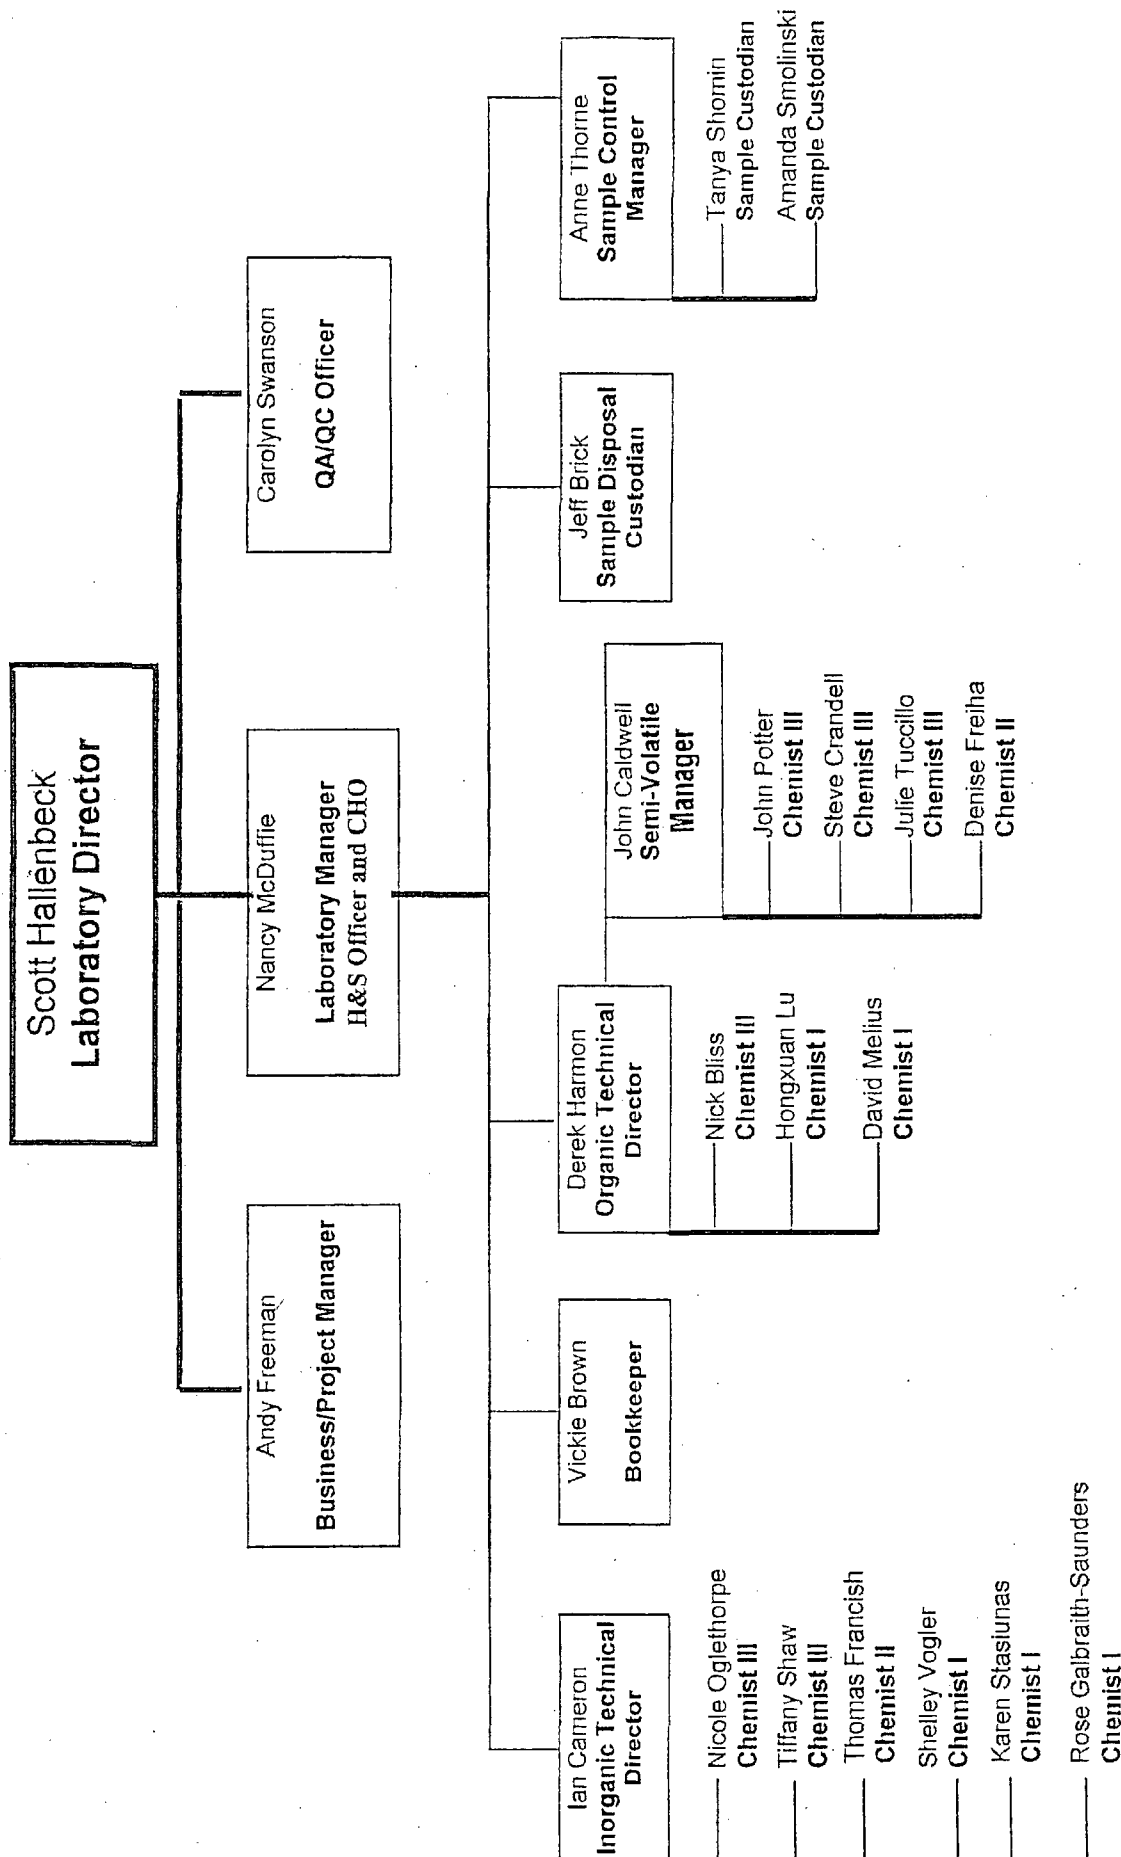 Scott Hallenbeck
Laboratory Director
Andy Freeman
Business/Project Manager
Nancy McDuffie
Laboratory Manager
H&S Officer and CHO
Carolyn Swanson
QA/QC Officer
Ian Cameron
Inorganic Technical
Director
Nicole Oglethorpe
Chemist III
Tiffany Shaw
Chemist III
Thomas Francish
Chemist II
Shelley Vogler
Chemist I
Karen Stasiunas
Chemist I
Rose Galbraith-Saunders
Chemist I
Vickie Brown
Bookkeeper
Derek Harmon
Organic Technical
Director
Nick Bliss
Chemist III
Hongxuan Lu
Chemist I
David Melius
Chemist I
John Caldwell
Semi-Volatile
Manager
John Potter
Chemist III
Steve Crandell
Chemist III
Julie Tuccillo
Chemist III
Denise Freiha
Chemist II
Jeff Brick
Sample Disposal
Custodian
Anne Thorne
Sample Control
Manager
Tanya Shomin
Sample Custodian
Amanda Smolinski
Sample Custodian